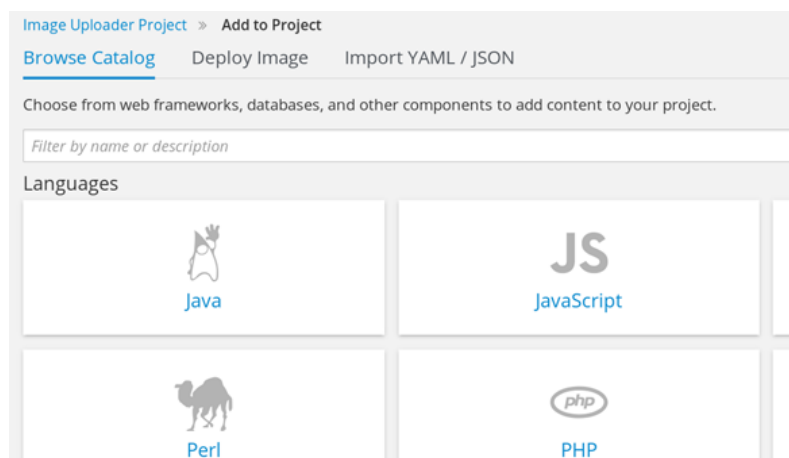 Image Uploader Project » Add to Project
Browse Catalog Deploy Image Import YAML / JSON
Choose from web frameworks, databases, and other components to add content to your project.
Filter by name or description
Languages
JS
Java JavaScript
php
Perl PHP